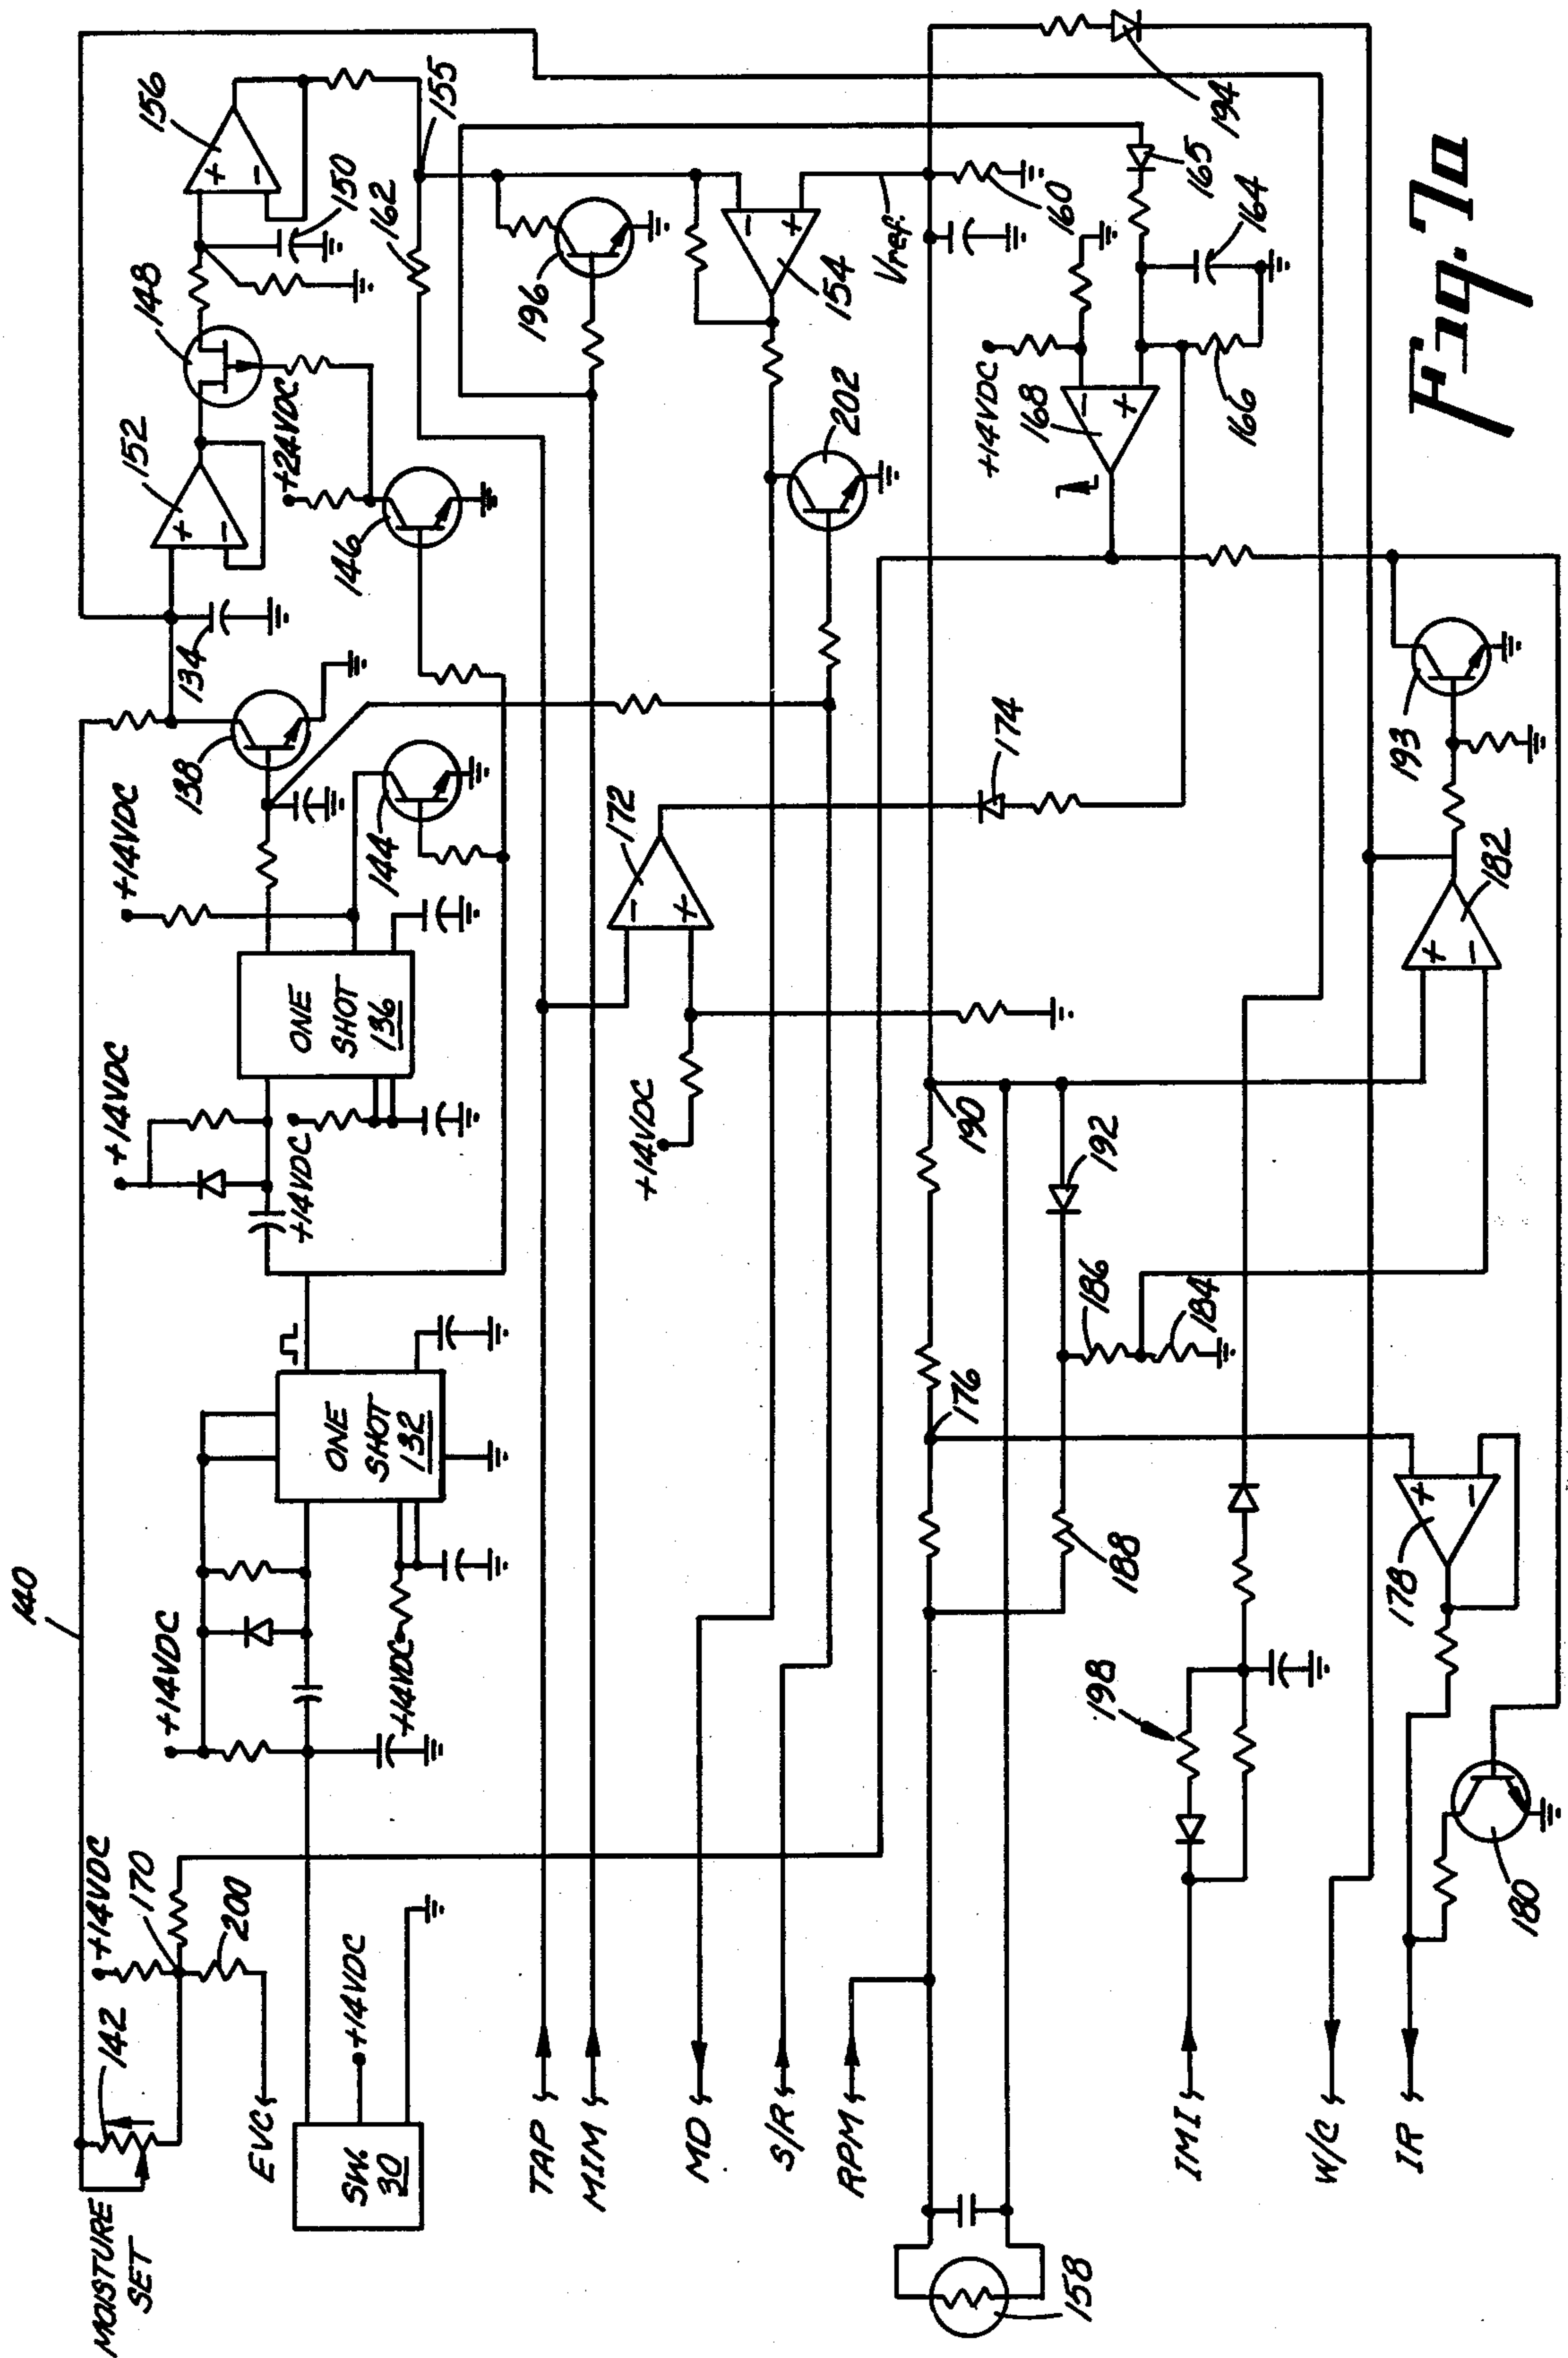 140
MOISTURE
SET
142
+14VDC
170
200
EVC
SW.
30
+14VDC
+14VDC
+14VDC
ONE
SHOT
132
+14VDC
+14VDC
ONE
SHOT
136
+14VDC
138
144
134
152
+
-
146
+24VDC
148
156
+
-
150
162
155
TAP
MIM
MD
S/R
RPM
172
-
+
+14VDC
174
196
154
-
+
Vref.
202
160
+14VDC
168
-
+
164
165
166
194
158
176
190
192
186
184
188
IMI
198
W/C
IR
178
+
-
180
182
+
-
193
Fig. 7a